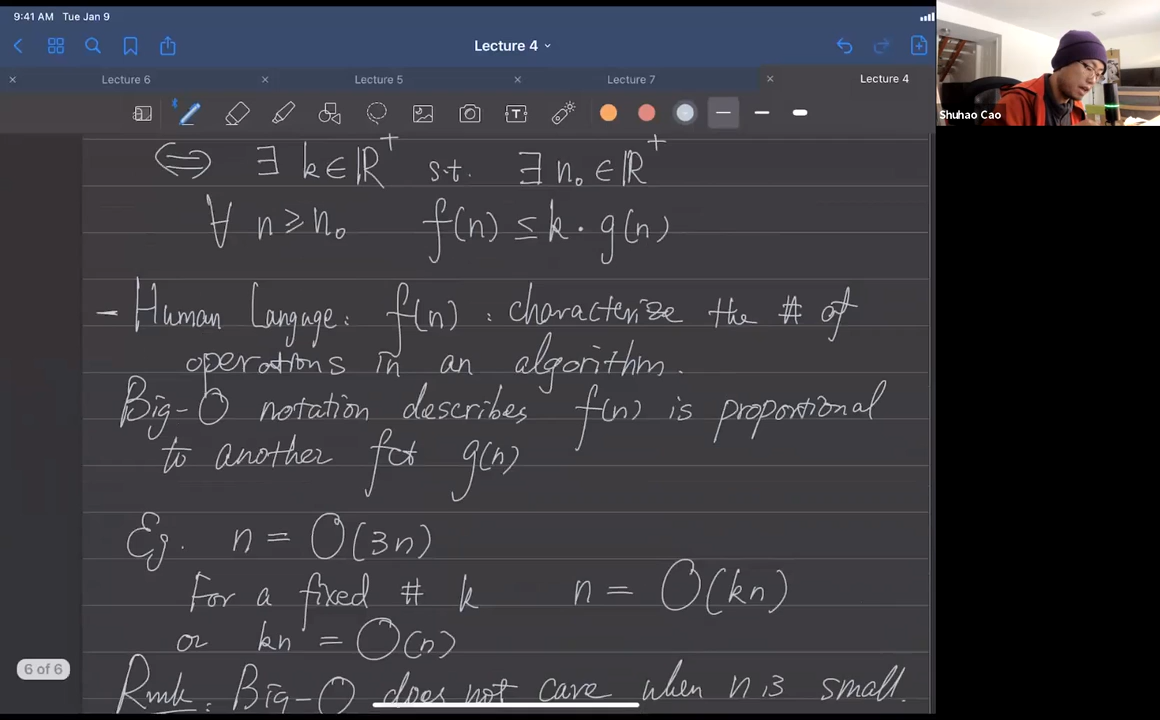 9:41 AM Tue Jan 9
Lecture 4
Lecture 6
Lecture 5
Lecture 7
Lecture 4
Shuhao Cao
⟺ ∃ k ∈ ℝ⁺ s.t. ∃ n₀ ∈ ℝ⁺
∀ n ≥ n₀ f(n) ≤ k · g(n)
- Human Langage: f(n) : characterize the # of
operations in an algorithm.
Big-O notation describes f(n) is proportional
to another fct g(n)
Eg. n = O(3n)
For a fixed # k n = O(kn)
or kn = O(n)
6 of 6
Rmk: Big-O does not care when n is small.